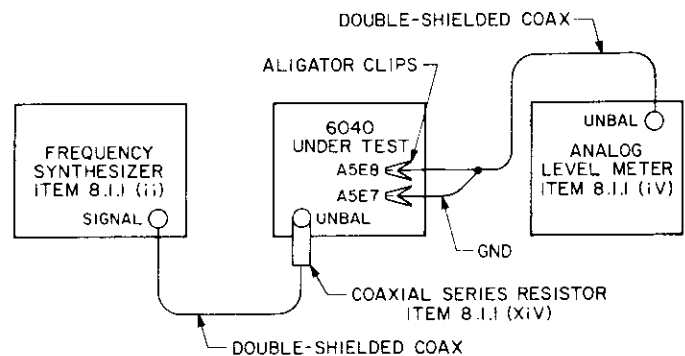 DOUBLE-SHIELDED COAX
ALIGATOR CLIPS
FREQUENCY
SYNTHESIZER
ITEM 8.1.1 (ii)
SIGNAL
6040
UNDER TEST
A5E8
A5E7
UNBAL
UNBAL
ANALOG
LEVEL METER
ITEM 8.1.1 (iV)
GND
COAXIAL SERIES RESISTOR
ITEM 8.1.1 (XiV)
DOUBLE-SHIELDED COAX